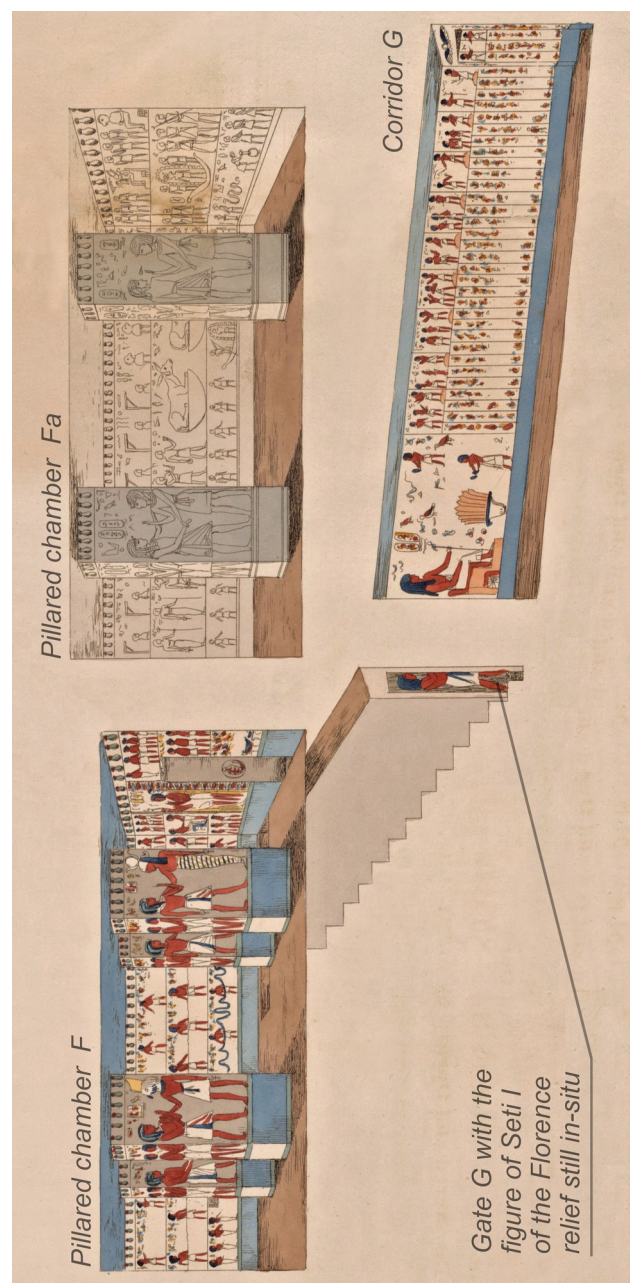 Pillared chamber F
Pillared chamber Fa
Gate G with the
figure of Seti I
of the Florence
relief still in-situ
Corridor G